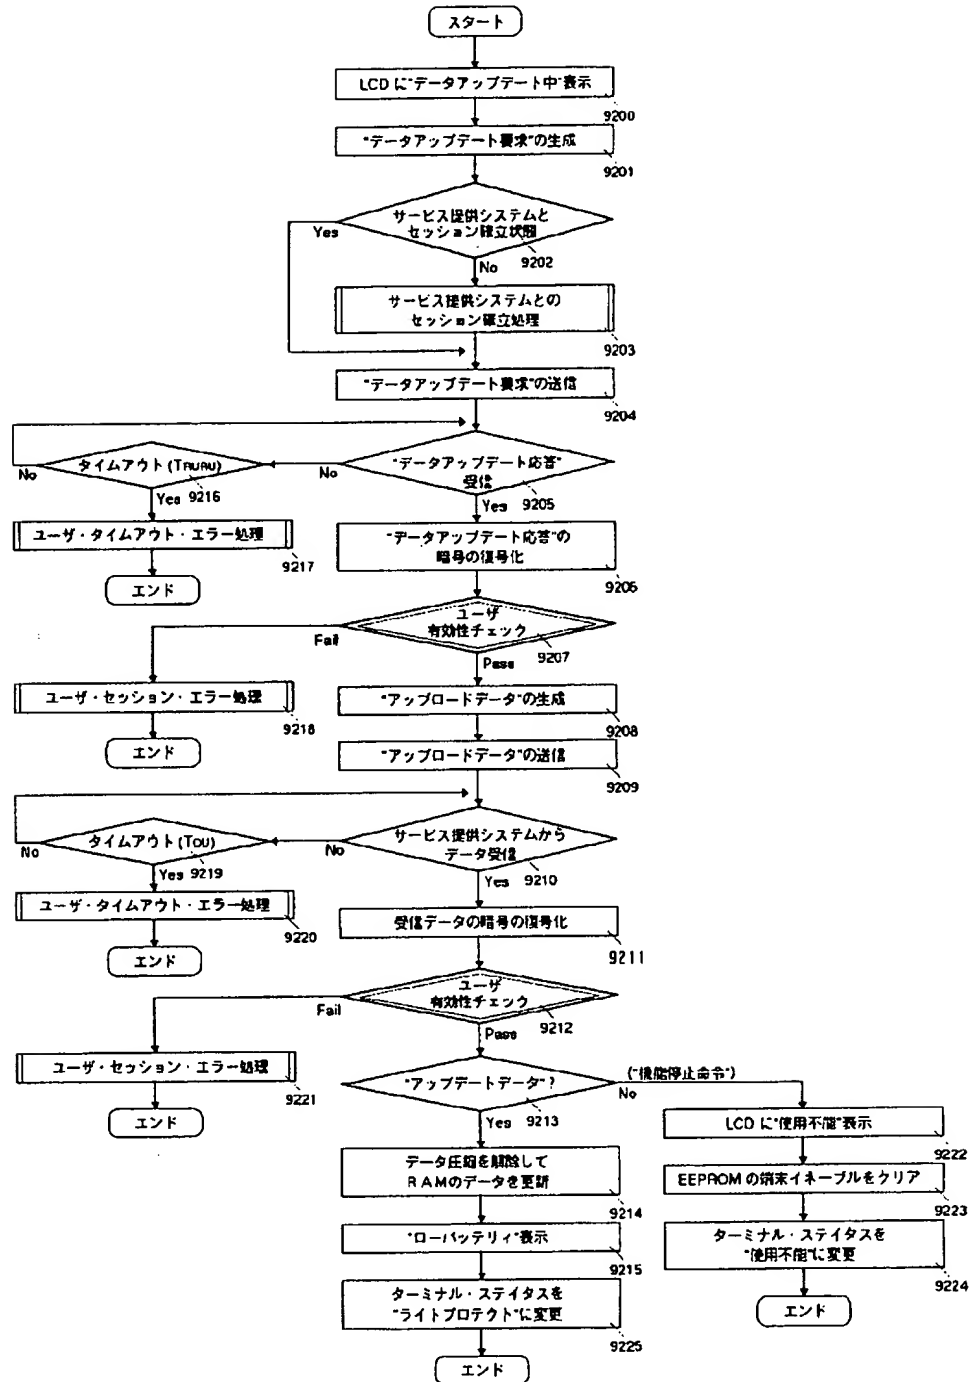 スタート
LCD に"データアップデート中"表示
9200
"データアップデート要求"の生成
9201
サービス提供システムと
セッション確立状態
9202
Yes
No
サービス提供システムとの
セッション確立処理
9203
"データアップデート要求"の送信
9204
"データアップデート応答"
受信
9205
No
Yes
タイムアウト(TRURU)
9216
No
Yes
ユーザ・タイムアウト・エラー処理
9217
エンド
"データアップデート応答"の
暗号の復号化
9206
ユーザ
有効性チェック
9207
Fail
Pass
ユーザ・セッション・エラー処理
9218
エンド
"アップロードデータ"の生成
9208
"アップロードデータ"の送信
9209
サービス提供システムから
データ受信
9210
No
Yes
タイムアウト(TOU)
9219
No
Yes
ユーザ・タイムアウト・エラー処理
9220
エンド
受信データの暗号の復号化
9211
ユーザ
有効性チェック
9212
Fail
Pass
ユーザ・セッション・エラー処理
9221
エンド
"アップデートデータ"?
9213
("機能停止命令")
No
Yes
LCD に"使用不能"表示
9222
EEPROM の端末イネーブルをクリア
9223
ターミナル・ステイタスを
"使用不能"に変更
9224
エンド
データ圧縮を解除して
RAMのデータを更新
9214
"ローバッテリィ"表示
9215
ターミナル・ステイタスを
"ライトプロテクト"に変更
9225
エンド